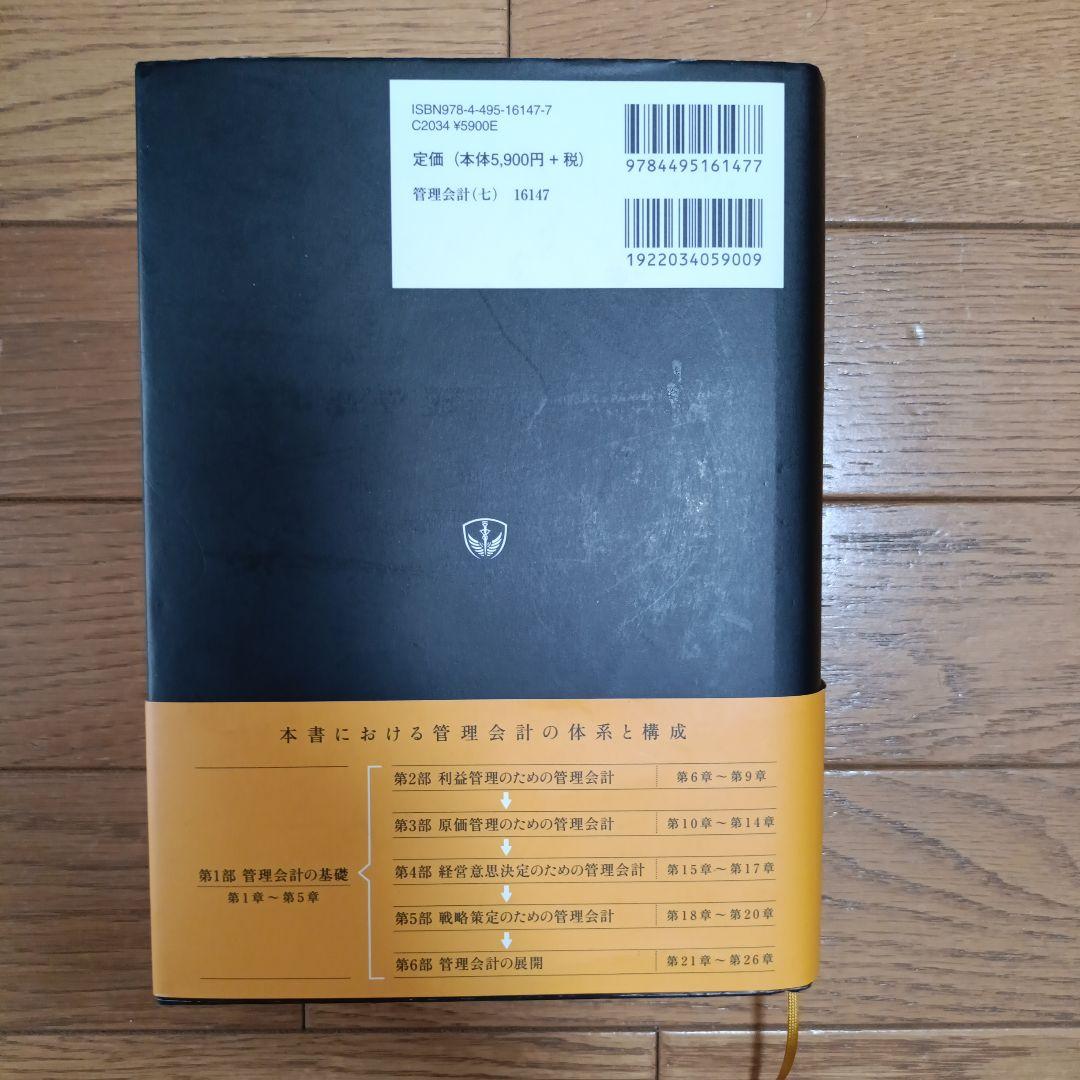 ISBN978-4-495-16147-7
C2034 ¥5900E
定価（本体5,900円＋税）
管理会計（七） 16147
9784495161477
1922034059009
本書における管理会計の体系と構成
第1部 管理会計の基礎
第1章～第5章
第2部 利益管理のための管理会計 第6章～第9章
第3部 原価管理のための管理会計 第10章～第14章
第4部 経営意思決定のための管理会計 第15章～第17章
第5部 戦略策定のための管理会計 第18章～第20章
第6部 管理会計の展開 第21章～第26章